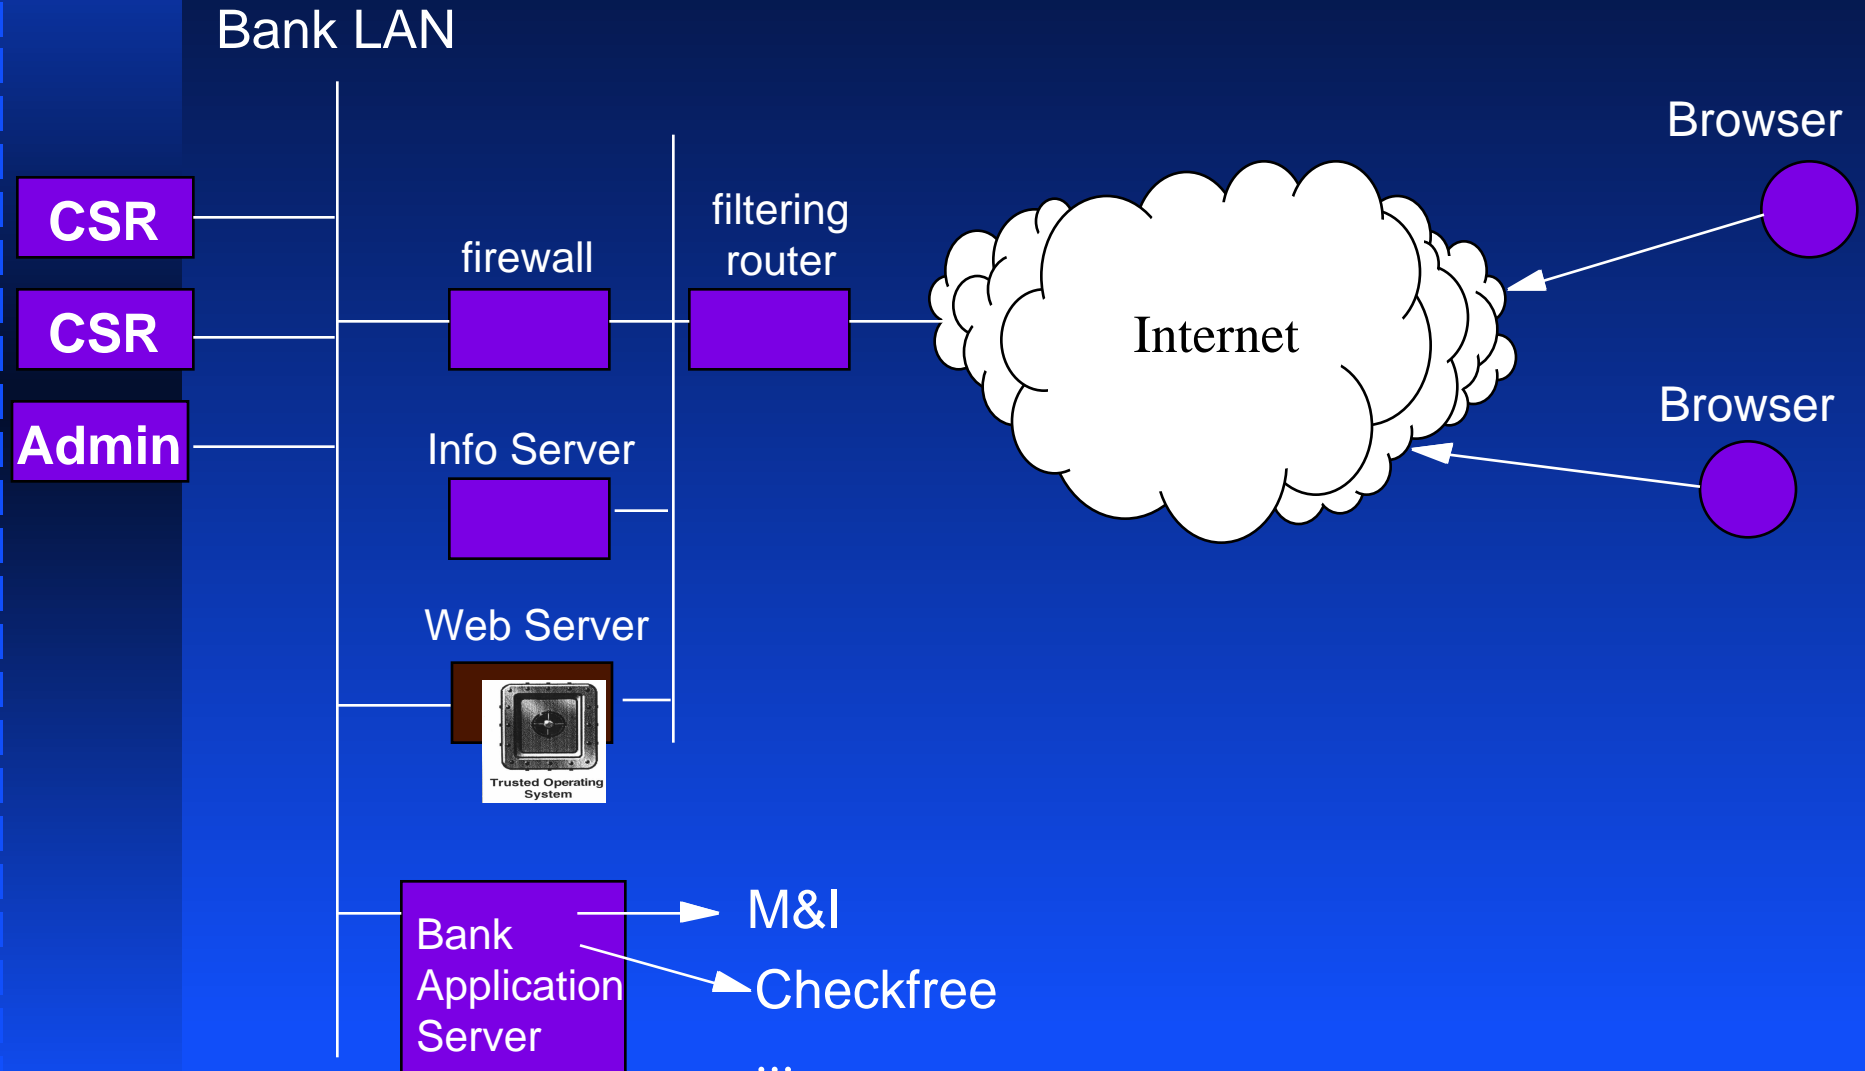 Bank LAN
Browser
CSR
filtering
router
firewall
CSR
Internet
Browser
Admin
Info Server
Web Server
Trusted Operating
System
M&I
Bank
Application
Server
Checkfree
...